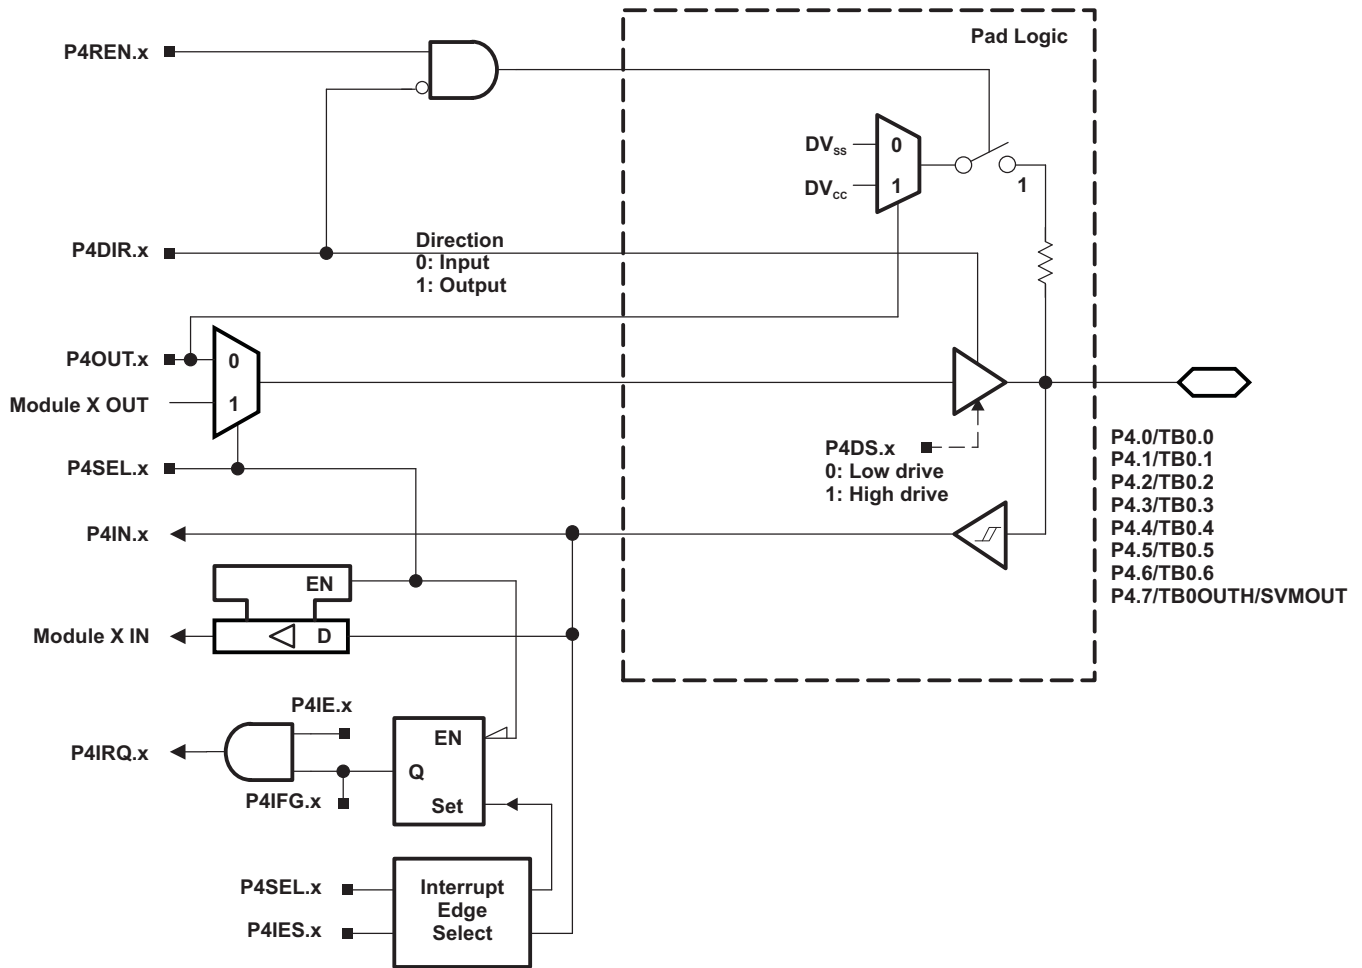 Pad Logic
P4REN.x
DVSS
0
DVCC
1
1
P4DIR.x
Direction
0: Input
1: Output
P4OUT.x
0
Module X OUT
1
P4DS.x
0: Low drive
1: High drive
P4SEL.x
P4.0/TB0.0
P4.1/TB0.1
P4.2/TB0.2
P4.3/TB0.3
P4.4/TB0.4
P4.5/TB0.5
P4.6/TB0.6
P4.7/TB0OUTH/SVMOUT
P4IN.x
EN
Module X IN
D
P4IE.x
P4IRQ.x
EN
Q
P4IFG.x
Set
P4SEL.x
P4IES.x
Interrupt
Edge
Select